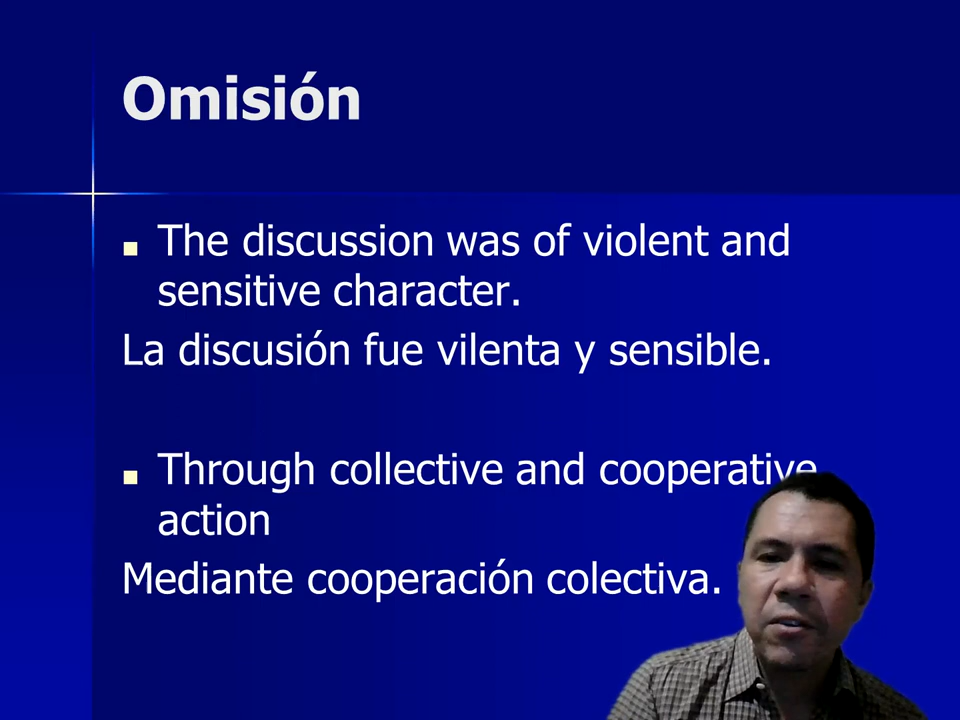 Omisión
■ The discussion was of violent and
sensitive character.
La discusión fue vilenta y sensible.
■ Through collective and cooperative
action
Mediante cooperación colectiva.